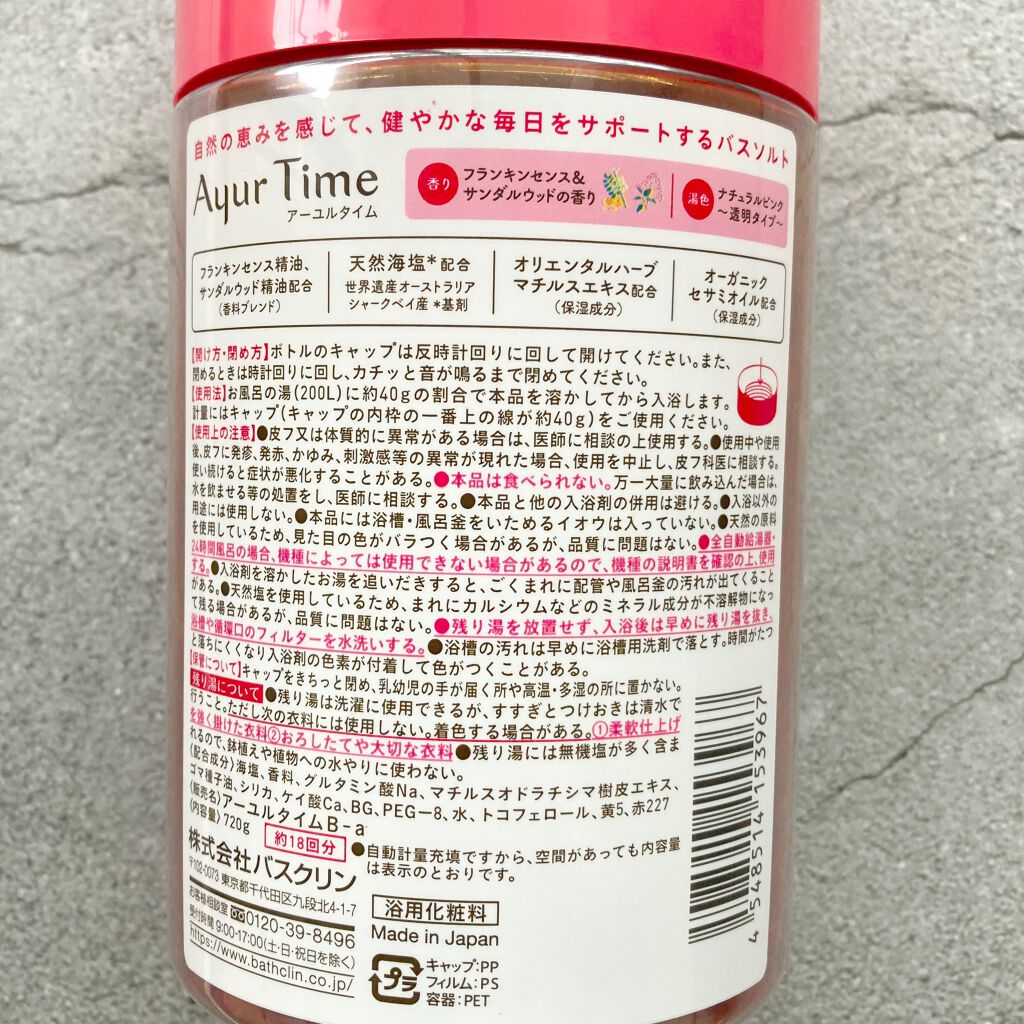 自然の恵みを感じて、健やかな毎日をサポートするバスソルト
Ayur Time
アーユルタイム
香り
フランキンセンス&
サンダルウッドの香り
湯色
ナチュラルピンク
～透明タイプ～
フランキンセンス精油、
サンダルウッド精油配合
(香料ブレンド)
天然海塩*配合
世界遺産オーストラリア
シャークベイ産 *基剤
オリエンタルハーブ
マチルスエキス配合
(保湿成分)
オーガニック
セサミオイル配合
(保湿成分)
【開け方・閉め方】ボトルのキャップは反時計回りに回して開けてください。また、
閉めるときは時計回りに回し、カチッと音が鳴るまで閉めてください。
【使用法】お風呂の湯(200L)に約40gの割合で本品を溶かしてから入浴します。
計量にはキャップ(キャップの内枠の一番上の線が約40g)をご使用ください。
【使用上の注意】●皮フ又は体質的に異常がある場合は、医師に相談の上使用する。●使用中や使用
後、皮フに発疹、発赤、かゆみ、刺激感等の異常が現れた場合、使用を中止し、皮フ科医に相談する。
使い続けると症状が悪化することがある。●本品は食べられない。万一大量に飲み込んだ場合は、
水を飲ませる等の処置をし、医師に相談する。●本品と他の入浴剤の併用は避ける。●入浴以外の
用途には使用しない。●本品には浴槽・風呂釜をいためるイオウは入っていない。●天然の原料
を使用しているため、見た目の色がバラつく場合があるが、品質に問題はない。●全自動給湯器・
24時間風呂の場合、機種によっては使用できない場合があるので、機種の説明書を確認の上、使用
する。●入浴剤を溶かしたお湯を追いだきすると、ごくまれに配管や風呂釜の汚れが出てくること
がある。●天然塩を使用しているため、まれにカルシウムなどのミネラル成分が不溶解物になっ
て残る場合があるが、品質に問題はない。●残り湯を放置せず、入浴後は早めに残り湯を抜き、
浴槽や循環口のフィルターを水洗いする。●浴槽の汚れは早めに浴槽用洗剤で落とす。時間がたつ
と落ちにくくなり入浴剤の色素が付着して色がつくことがある。
【保管について】キャップをきちっと閉め、乳幼児の手が届く所や高温・多湿の所に置かない。
残り湯について ●残り湯は洗濯に使用できるが、すすぎとつけおきは清水で
行うこと。ただし次の衣料には使用しない。着色する場合がある。①柔軟仕上げ
を強く掛けた衣料②おろしたてや大切な衣料 ●残り湯には無機塩が多く含ま
れるので、鉢植えや植物への水やりに使わない。
〈配合成分〉海塩、香料、グルタミン酸Na、マチルスオドラチシマ樹皮エキス、
ゴマ種子油、シリカ、ケイ酸Ca、BG、PEG-8、水、トコフェロール、黄5、赤227
〈販売名〉アーユルタイムB-a
〈内容量〉720g 約18回分
●自動計量充填ですから、空間があっても内容量
は表示のとおりです。
株式会社バスクリン
〒102-0073 東京都千代田区九段北4-1-7
お客様相談室 0120-39-8496
受付時間 9:00-17:00(土・日・祝日を除く)
https://www.bathclin.co.jp/
浴用化粧料
Made in Japan
プラ
キャップ:PP
フィルム:PS
容器:PET
4548514153967